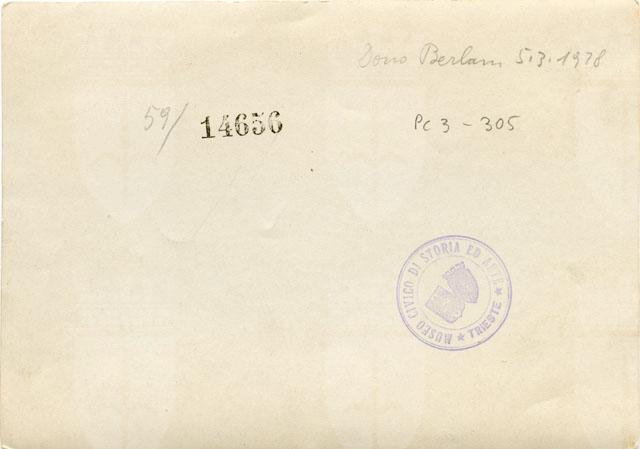 Dono Berlam 5.3.1978
59/ 14656
Pc 3 - 305
MUSEO CIVICO DI STORIA ED ARTE ★ TRIESTE ★